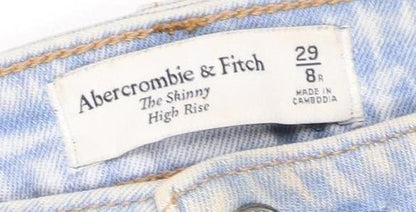 Abercrombie & Fitch
The Skinny
High Rise
29
8R
MADE IN
CAMBODIA